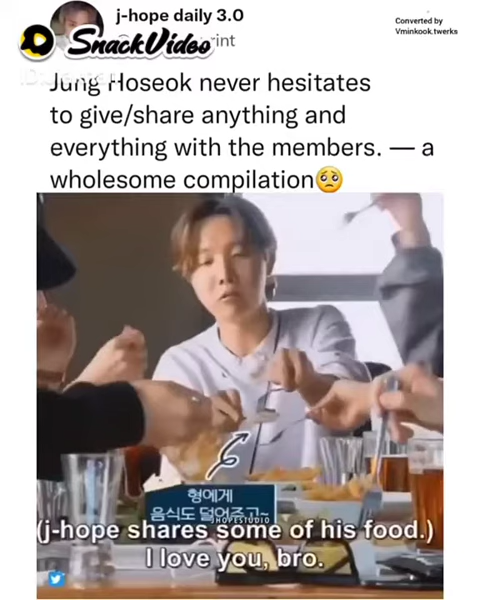 j-hope daily 3.0
Converted by
Vminkook.twerks
SnackVideo
int
Jung Hoseok never hesitates
to give/share anything and
everything with the members. — a
wholesome compilation🥺
형에게
음식도 덜어주고~
JHOPESTUDIO
(j-hope shares some of his food.)
I love you, bro.